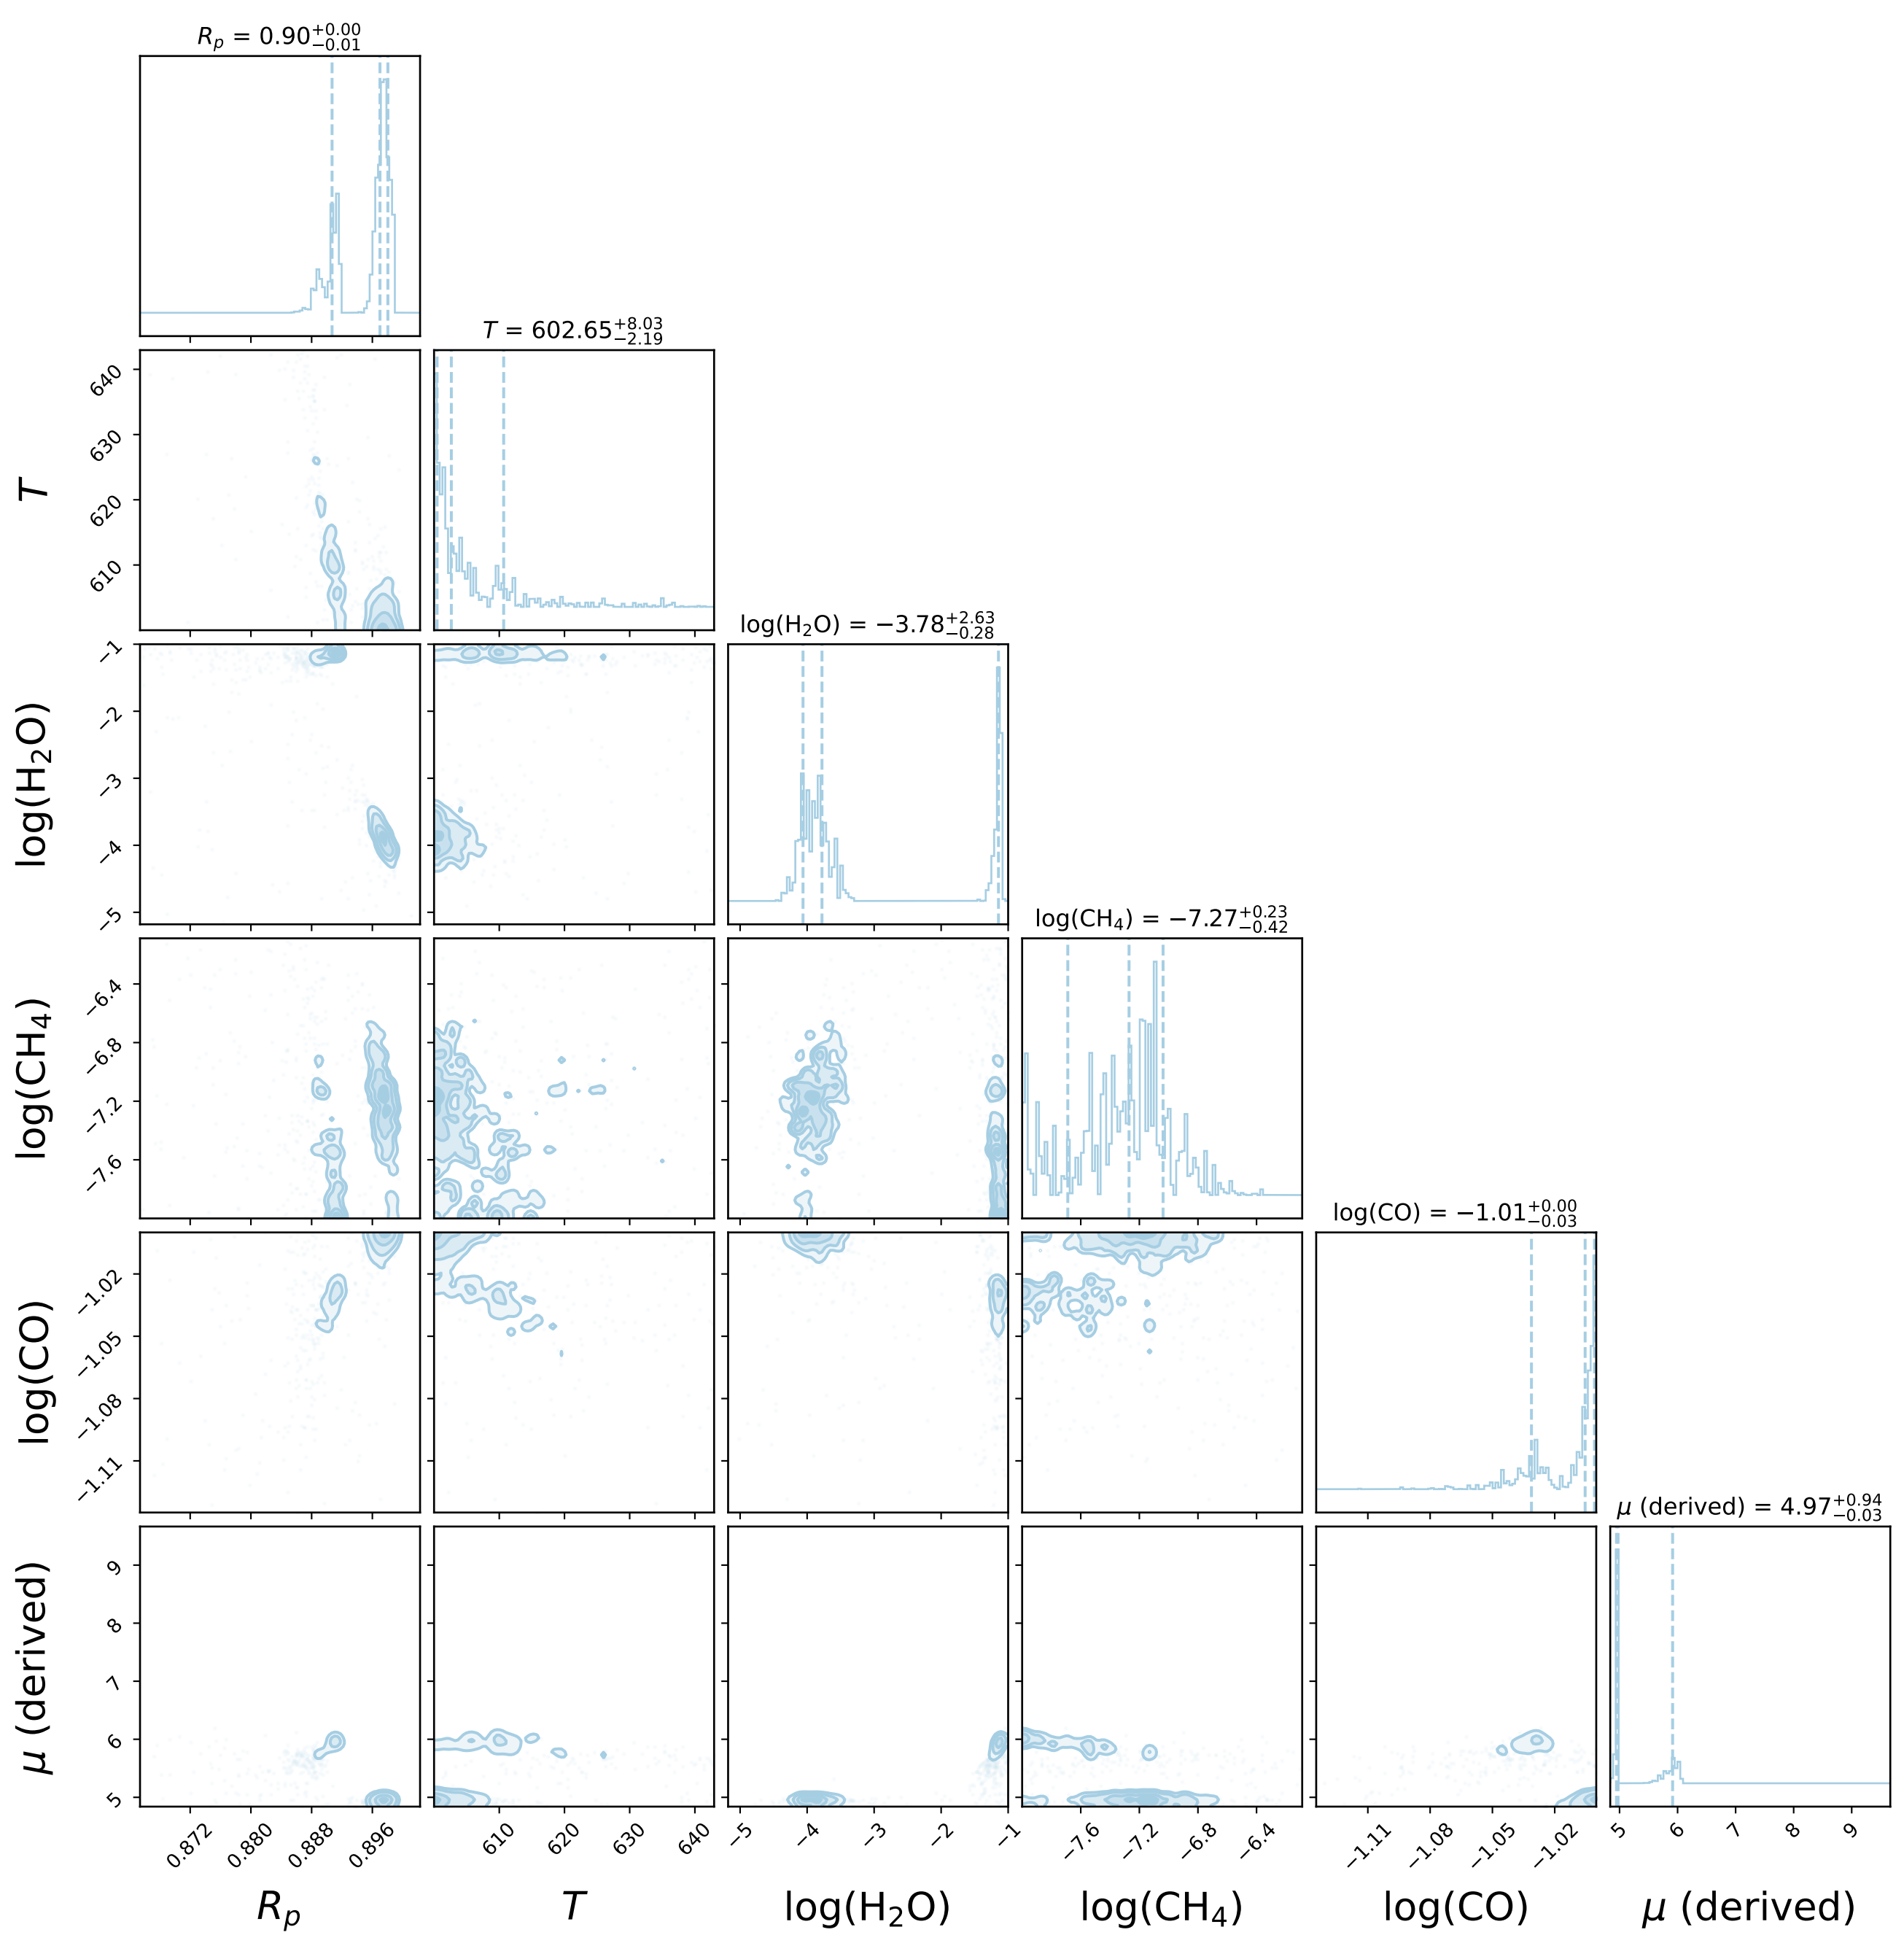 R_p = 0.90^{+0.00}_{-0.01}
T = 602.65^{+8.03}_{-2.19}
640
630
620
610
T
log(H₂O) = −3.78^{+2.63}_{-0.28}
−1
−2
−3
−4
−5
log(H₂O)
log(CH₄) = −7.27^{+0.23}_{-0.42}
−6.4
−6.8
−7.2
−7.6
log(CH₄)
log(CO) = −1.01^{+0.00}_{-0.03}
−1.02
−1.05
−1.08
−1.11
log(CO)
μ (derived) = 4.97^{+0.94}_{-0.03}
9
8
7
6
5
μ (derived)
0.872 0.880 0.888 0.896 610 620 630 640 −5 −4 −3 −2 −1 −7.6 −7.2 −6.8 −6.4 −1.11 −1.08 −1.05 −1.02 5 6 7 8 9
R_p T log(H₂O) log(CH₄) log(CO) μ (derived)